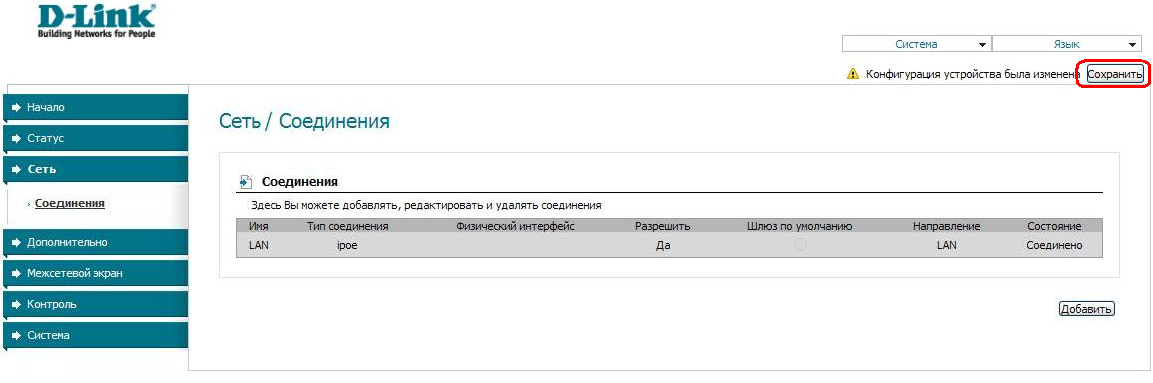 D-Link
Building Networks for People
Система
Язык
Конфигурация устройства была изменена
Сохранить
Начало
Статус
Сеть
Соединения
Дополнительно
Межсетевой экран
Контроль
Система
Сеть / Соединения
Соединения
Здесь Вы можете добавлять, редактировать и удалять соединения
Имя Тип соединения Физический интерфейс Разрешить Шлюз по умолчанию Направление Состояние
LAN ipoe Да LAN Соединено
Добавить